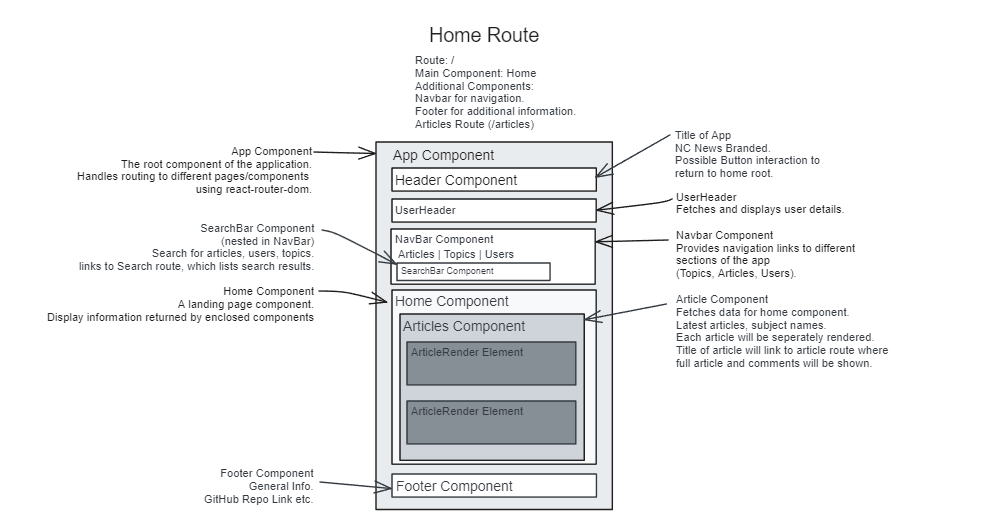 Home Route
Route: /
Main Component: Home
Additional Components:
Navbar for navigation.
Footer for additional information.
Articles Route (/articles)
App Component
The root component of the application.
Handles routing to different pages/components
using react-router-dom.
SearchBar Component
(nested in NavBar)
Search for articles, users, topics.
links to Search route, which lists search results.
Home Component
A landing page component.
Display information returned by enclosed components
Footer Component
General Info.
GitHub Repo Link etc.
App Component
Header Component
UserHeader
NavBar Component
Articles | Topics | Users
SearchBar Component
Home Component
Articles Component
ArticleRender Element
ArticleRender Element
Footer Component
Title of App
NC News Branded.
Possible Button interaction to
return to home root.
UserHeader
Fetches and displays user details.
Navbar Component
Provides navigation links to different
sections of the app
(Topics, Articles, Users).
Article Component
Fetches data for home component.
Latest articles, subject names.
Each article will be seperately rendered.
Title of article will link to article route where
full article and comments will be shown.